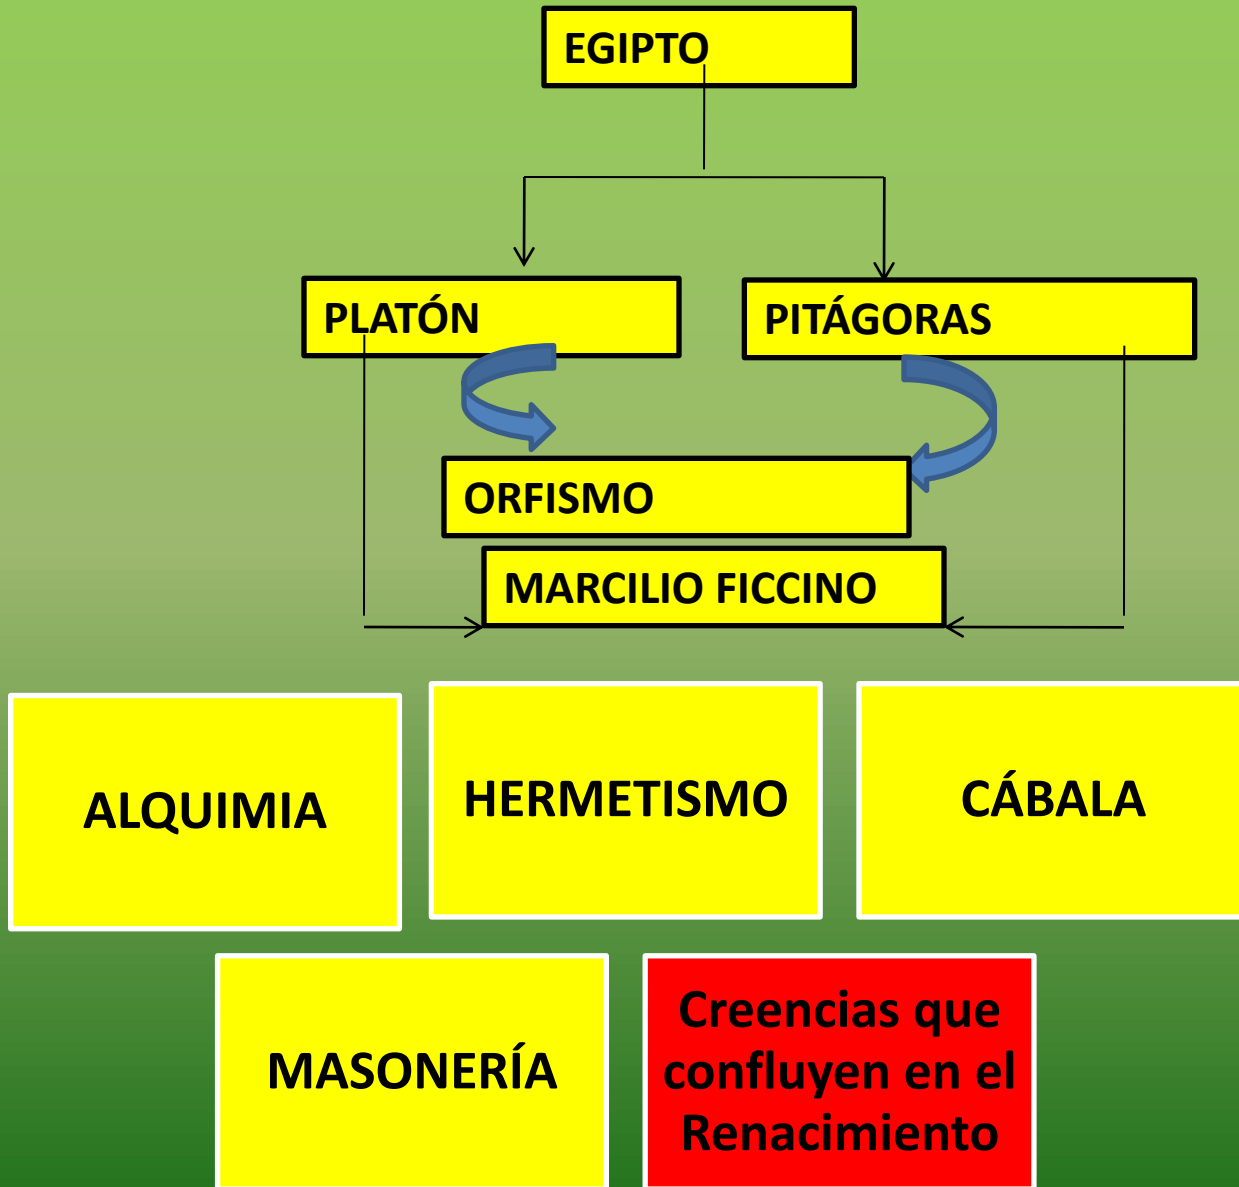 EGIPTO
PLATÓN
PITÁGORAS
ORFISMO
MARCILIO FICCINO
ALQUIMIA
HERMETISMO
CÁBALA
MASONERÍA
Creencias que
confluyen en el
Renacimiento